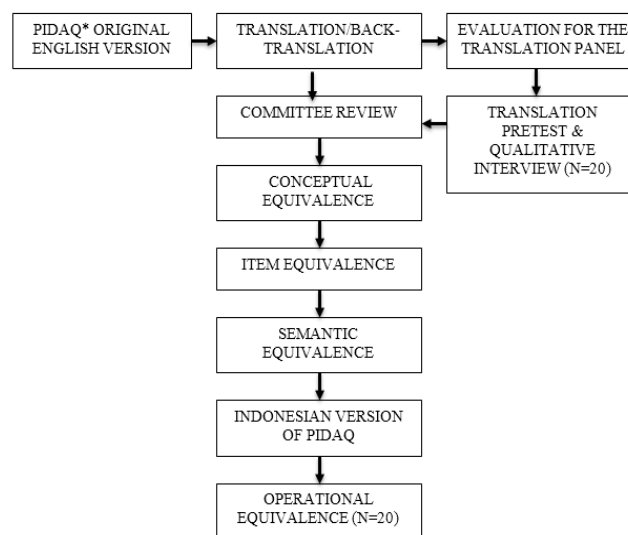 PIDAQ* ORIGINAL
ENGLISH VERSION
TRANSLATION/BACK-
TRANSLATION
EVALUATION FOR THE
TRANSLATION PANEL
COMMITTEE REVIEW
TRANSLATION
PRETEST &
QUALITATIVE
INTERVIEW (N=20)
CONCEPTUAL
EQUIVALENCE
ITEM EQUIVALENCE
SEMANTIC
EQUIVALENCE
INDONESIAN VERSION
OF PIDAQ
OPERATIONAL
EQUIVALENCE (N=20)